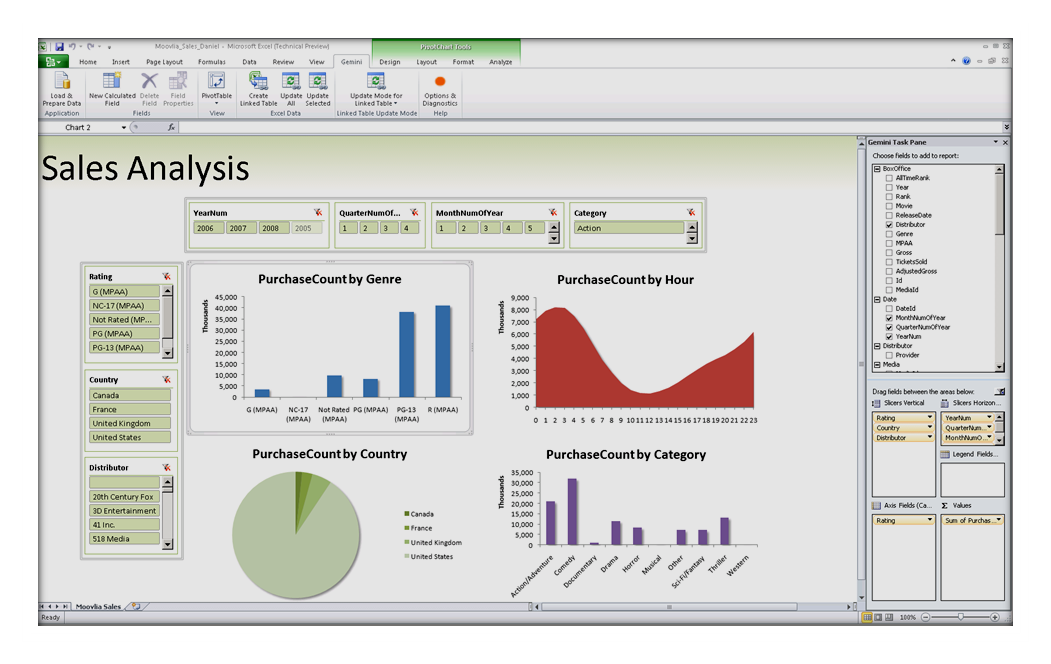 Moovlia_Sales_Daniel - Microsoft Excel (Technical Preview)
PivotChart Tools
Home Insert Page Layout Formulas Data Review View Gemini Design Layout Format Analyze
Load & Prepare Data
New Calculated Field
Delete Field
Field Properties
PivotTable
Create Linked Table
Update All
Update Selected
Update Mode for Linked Table
Options & Diagnostics
Application
Fields
View
Excel Data
Linked Table Update Mode
Help
Chart 2
fx
Sales Analysis
YearNum
2006 2007 2008 2005
QuarterNumOf...
1 2 3 4
MonthNumOfYear
1 2 3 4 5
Category
Action
Rating
G (MPAA)
NC-17 (MPAA)
Not Rated (MP...
PG (MPAA)
PG-13 (MPAA)
Country
Canada
France
United Kingdom
United States
Distributor
20th Century Fox
3D Entertainment
41 Inc.
518 Media
PurchaseCount by Genre
Thousands
45,000
40,000
35,000
30,000
25,000
20,000
15,000
10,000
5,000
0
G (MPAA)
NC-17 (MPAA)
Not Rated (MPAA)
PG (MPAA)
PG-13 (MPAA)
R (MPAA)
PurchaseCount by Hour
Thousands
9,000
8,000
7,000
6,000
5,000
4,000
3,000
2,000
1,000
0
0 1 2 3 4 5 6 7 8 9 10 11 12 13 14 15 16 17 18 19 20 21 22 23
PurchaseCount by Country
Canada
France
United Kingdom
United States
PurchaseCount by Category
Thousands
35,000
30,000
25,000
20,000
15,000
10,000
5,000
0
Action/Adventure
Comedy
Documentary
Drama
Horror
Musical
Other
Sci-Fi/Fantasy
Thriller
Western
Gemini Task Pane
Choose fields to add to report:
BoxOffice
AllTimeRank
Year
Rank
Movie
ReleaseDate
Distributor
Genre
MPAA
Gross
TicketsSold
AdjustedGross
Id
MediaId
Date
DateId
MonthNumOfYear
QuarterNumOfYear
YearNum
Distributor
Provider
Media
Drag fields between the areas below:
Slicers Vertical
Slicers Horizon...
Rating
Country
Distributor
YearNum
QuarterNum...
MonthNumO...
Legend Fields...
Axis Fields (Ca...
Σ Values
Rating
Sum of Purchas...
Moovlia Sales
Ready
100%